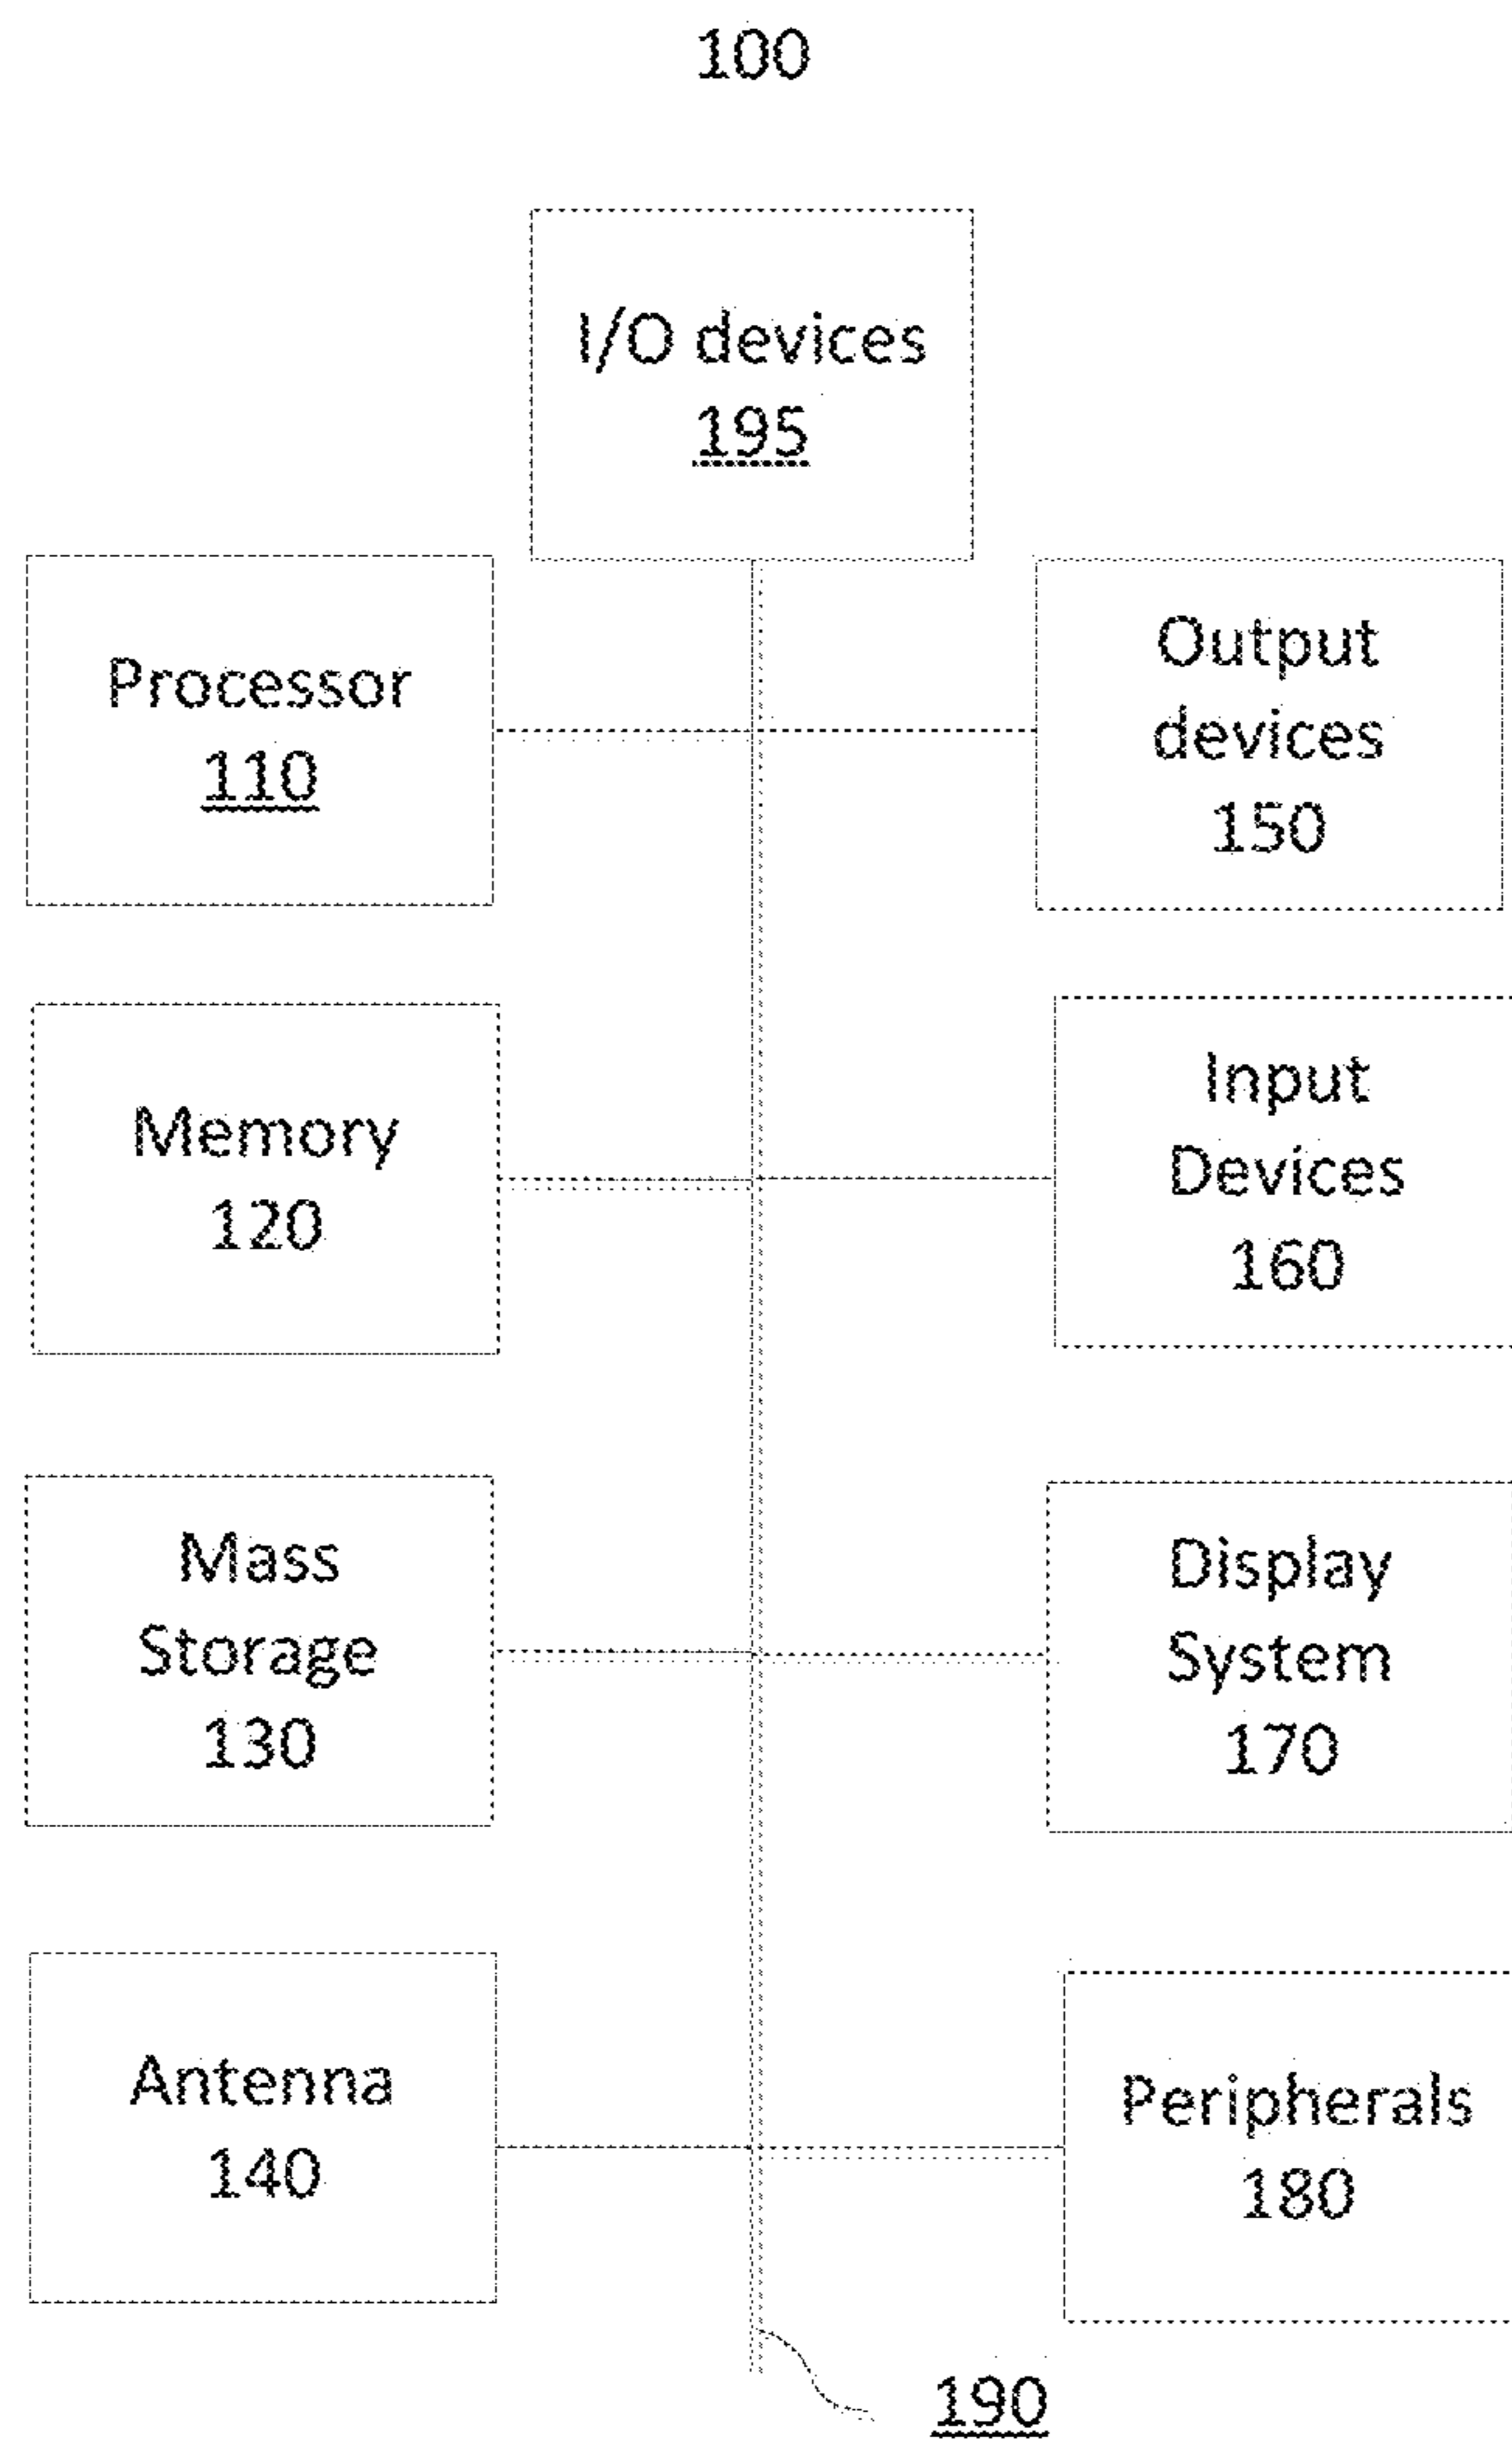 100
I/O devices
195
Processor
110
Output
devices
150
Memory
120
Input
Devices
160
Mass
Storage
130
Display
System
170
Antenna
140
Peripherals
180
190